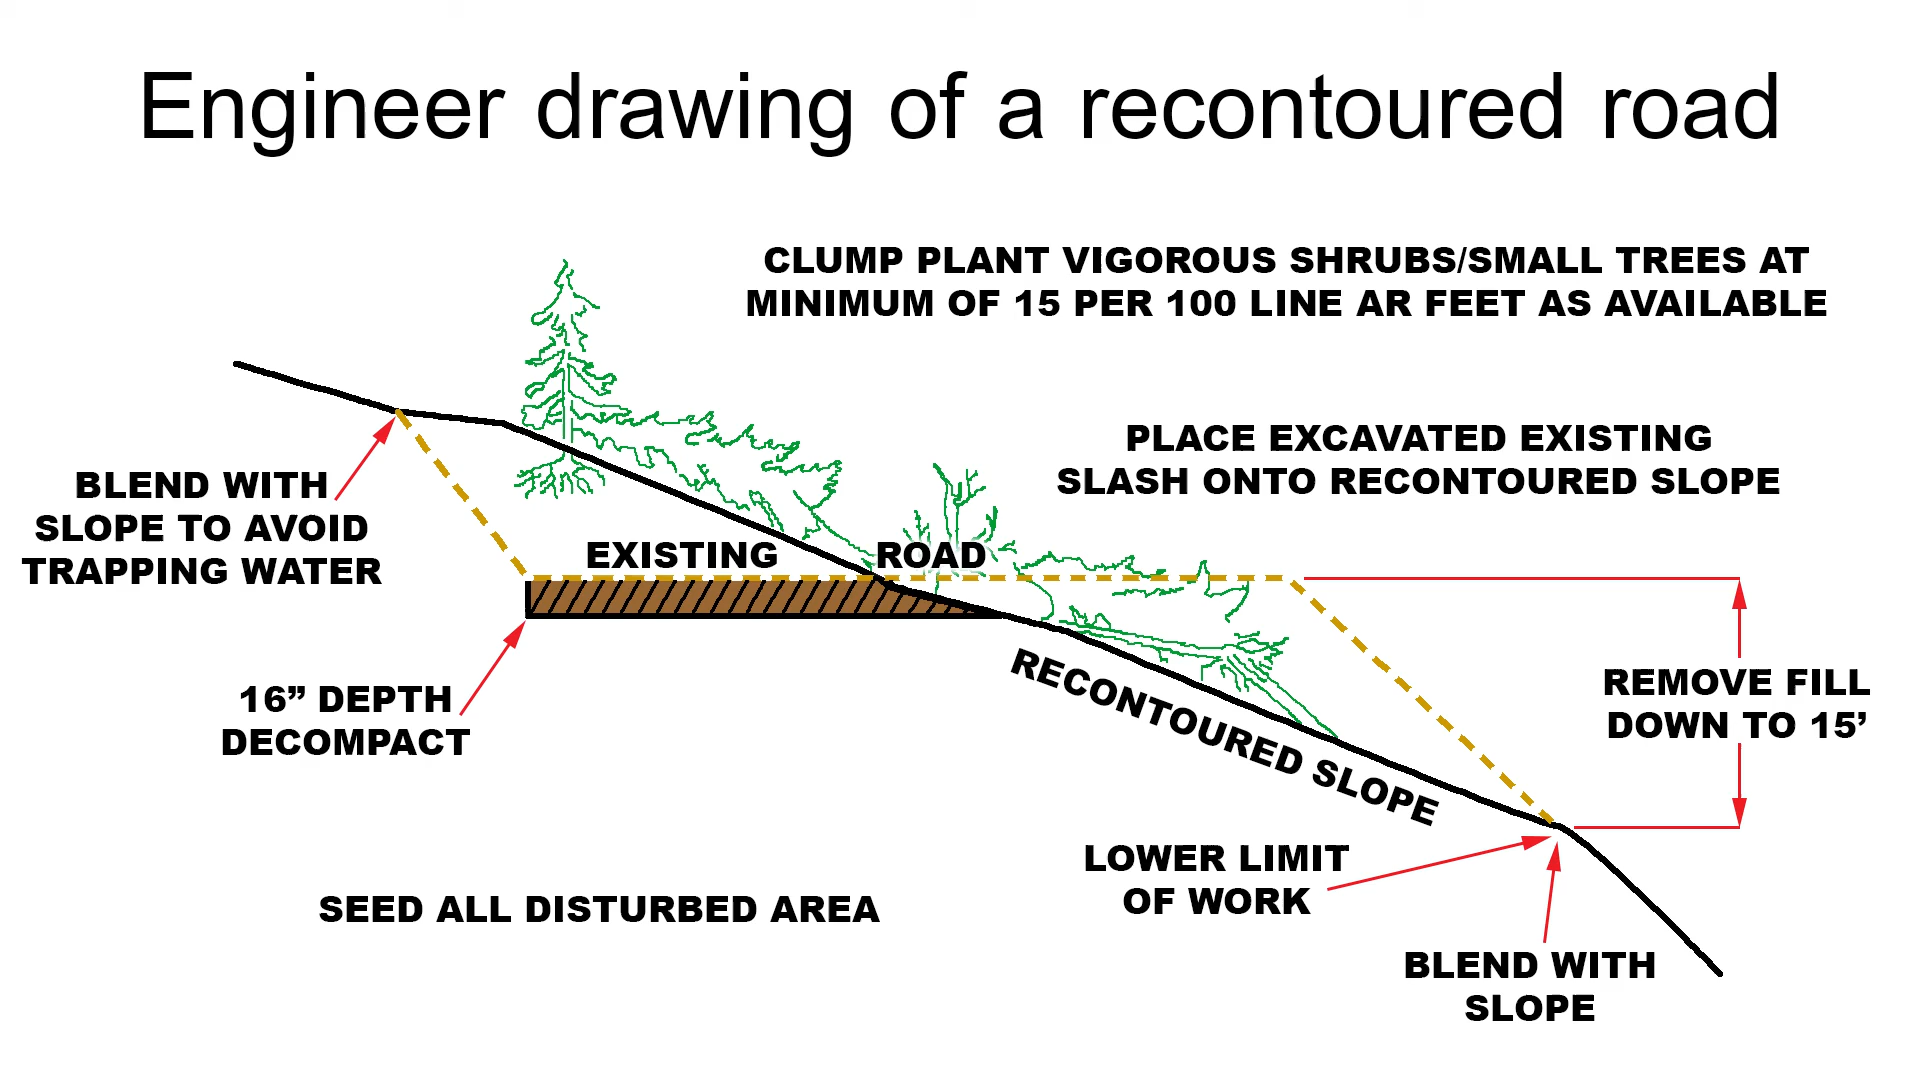 Engineer drawing of a recontoured road
CLUMP PLANT VIGOROUS SHRUBS/SMALL TREES AT
MINIMUM OF 15 PER 100 LINE AR FEET AS AVAILABLE
PLACE EXCAVATED EXISTING
SLASH ONTO RECONTOURED SLOPE
BLEND WITH
SLOPE TO AVOID
TRAPPING WATER
EXISTING ROAD
16” DEPTH
DECOMPACT
RECONTOURED SLOPE
REMOVE FILL
DOWN TO 15’
LOWER LIMIT
OF WORK
SEED ALL DISTURBED AREA
BLEND WITH
SLOPE